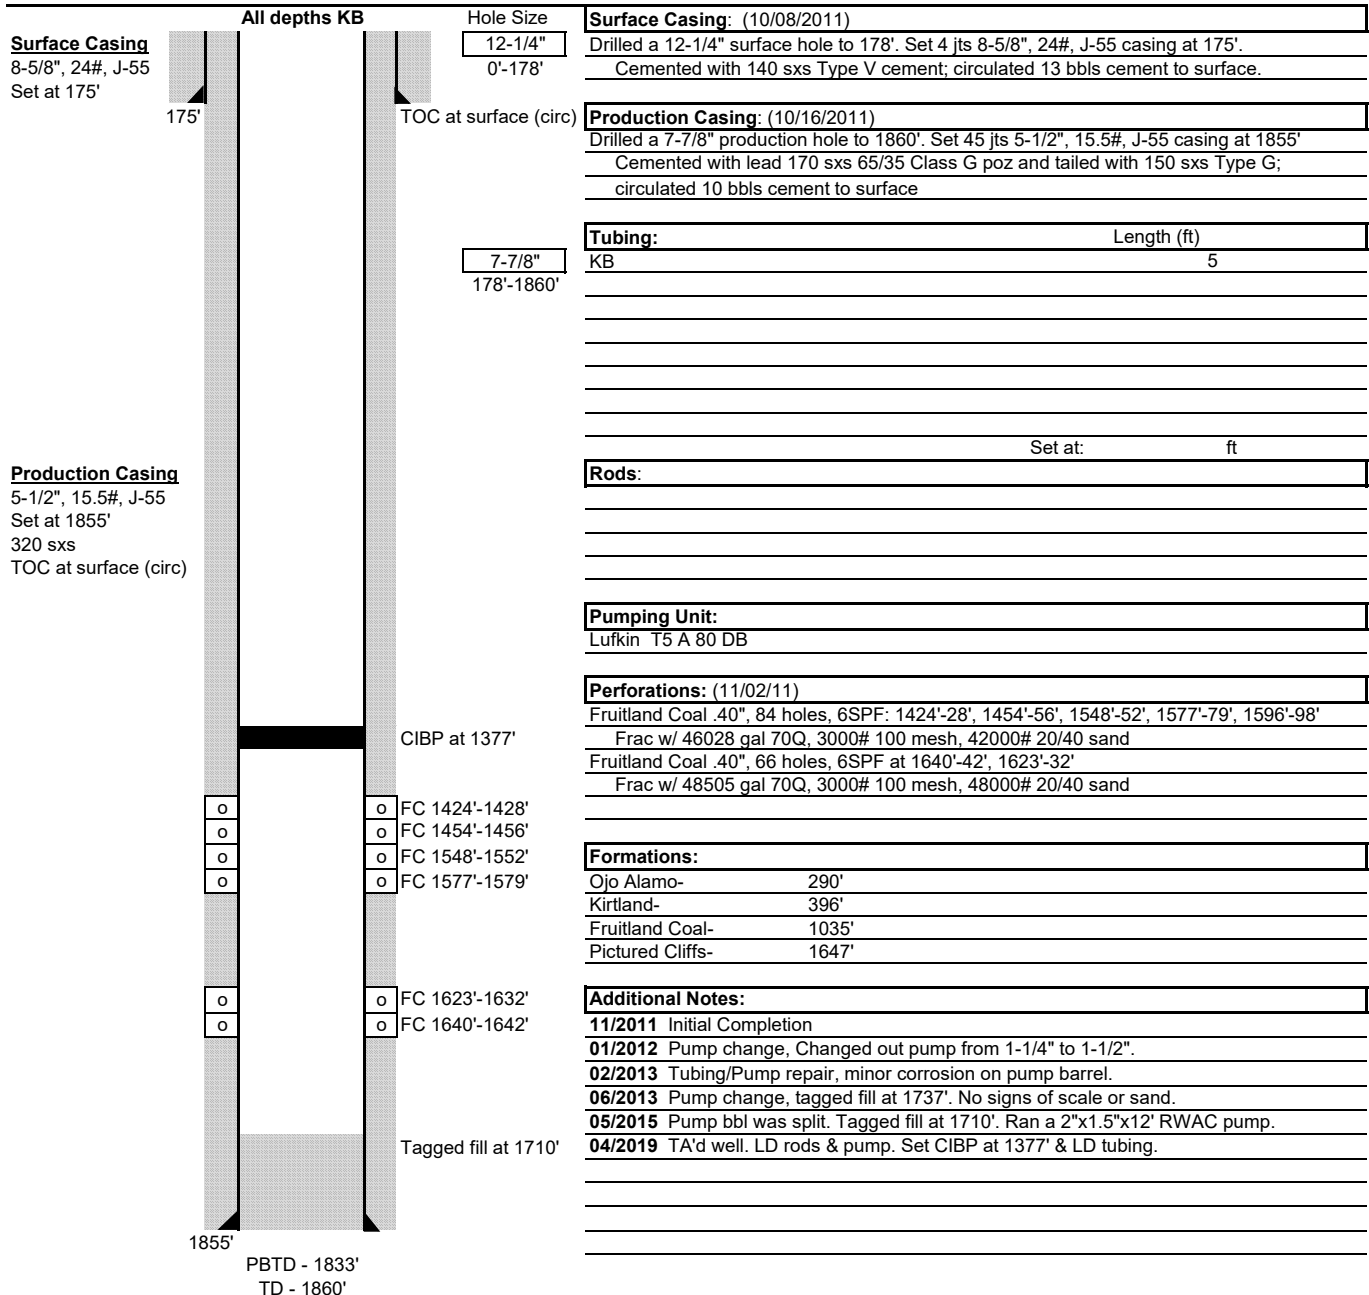 All depths KB
Hole Size
Surface Casing
8-5/8", 24#, J-55
Set at 175'
12-1/4"
0'-178'
175'
TOC at surface (circ)
7-7/8"
178'-1860'
Production Casing
5-1/2", 15.5#, J-55
Set at 1855'
320 sxs
TOC at surface (circ)
CIBP at 1377'
o o FC 1424'-1428'
o o FC 1454'-1456'
o o FC 1548'-1552'
o o FC 1577'-1579'
o o FC 1623'-1632'
o o FC 1640'-1642'
Tagged fill at 1710'
1855'
PBTD - 1833'
TD - 1860'
Surface Casing: (10/08/2011)
Drilled a 12-1/4" surface hole to 178'. Set 4 jts 8-5/8", 24#, J-55 casing at 175'.
Cemented with 140 sxs Type V cement; circulated 13 bbls cement to surface.
Production Casing: (10/16/2011)
Drilled a 7-7/8" production hole to 1860'. Set 45 jts 5-1/2", 15.5#, J-55 casing at 1855'
Cemented with lead 170 sxs 65/35 Class G poz and tailed with 150 sxs Type G;
circulated 10 bbls cement to surface
Tubing: Length (ft)
KB 5
Set at: ft
Rods:
Pumping Unit:
Lufkin T5 A 80 DB
Perforations: (11/02/11)
Fruitland Coal .40", 84 holes, 6SPF: 1424'-28', 1454'-56', 1548'-52', 1577'-79', 1596'-98'
Frac w/ 46028 gal 70Q, 3000# 100 mesh, 42000# 20/40 sand
Fruitland Coal .40", 66 holes, 6SPF at 1640'-42', 1623'-32'
Frac w/ 48505 gal 70Q, 3000# 100 mesh, 48000# 20/40 sand
Formations:
Ojo Alamo- 290'
Kirtland- 396'
Fruitland Coal- 1035'
Pictured Cliffs- 1647'
Additional Notes:
11/2011 Initial Completion
01/2012 Pump change, Changed out pump from 1-1/4" to 1-1/2".
02/2013 Tubing/Pump repair, minor corrosion on pump barrel.
06/2013 Pump change, tagged fill at 1737'. No signs of scale or sand.
05/2015 Pump bbl was split. Tagged fill at 1710'. Ran a 2"x1.5"x12' RWAC pump.
04/2019 TA'd well. LD rods & pump. Set CIBP at 1377' & LD tubing.